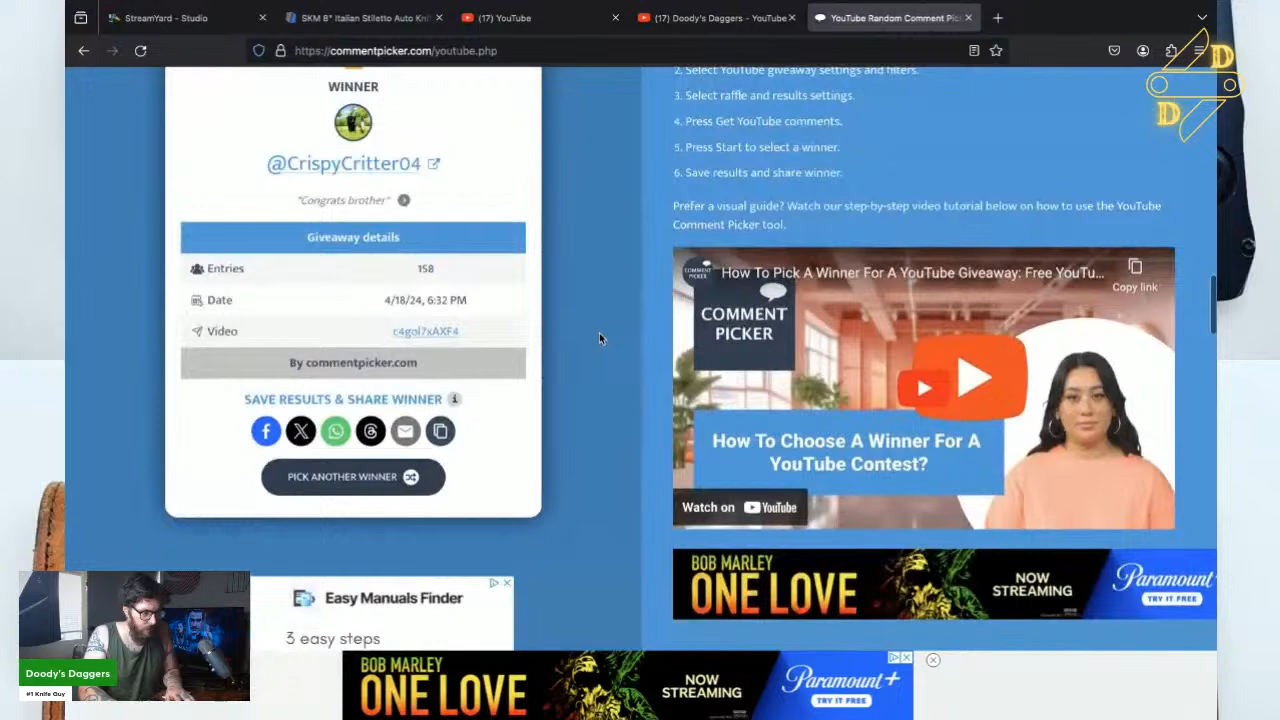 StreamYard - Studio
SKM 8" Italian Stiletto Auto Kni
(17) YouTube
(17) Doody's Daggers - YouTube
YouTube Random Comment Pic
https://commentpicker.com/youtube.php
D
D
WINNER
@CrispyCritter04
"Congrats brother"
Giveaway details
Entries 158
Date 4/18/24, 6:32 PM
Video c4gol7xAXF4
By commentpicker.com
SAVE RESULTS & SHARE WINNER
PICK ANOTHER WINNER
2. Select YouTube giveaway settings and filters.
3. Select raffle and results settings.
4. Press Get YouTube comments.
5. Press Start to select a winner.
6. Save results and share winner.
Prefer a visual guide? Watch our step-by-step video tutorial below on how to use the YouTube
Comment Picker tool.
COMMENT
PICKER
How To Pick A Winner For A YouTube Giveaway: Free YouTu...
Copy link
COMMENT
PICKER
How To Choose A Winner For A
YouTube Contest?
Watch on YouTube
BOB MARLEY
ONE LOVE
NOW
STREAMING
Paramount
TRY IT FREE
Easy Manuals Finder
3 easy steps
BOB MARLEY
ONE LOVE
NOW
STREAMING
Paramount+
TRY IT FREE
Doody's Daggers
#1 Knife Guy